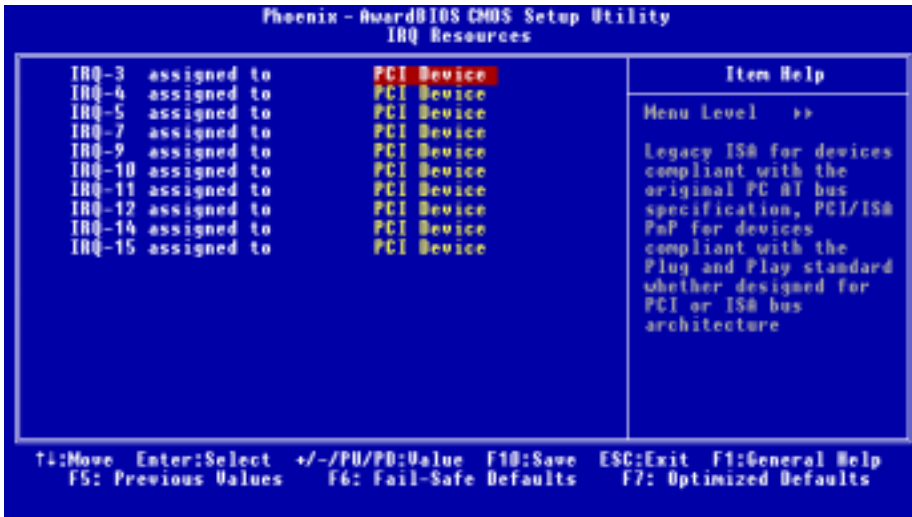 Phoenix - AwardBIOS CMOS Setup Utility
IRQ Resources
IRQ-3 assigned to PCI Device
IRQ-4 assigned to PCI Device
IRQ-5 assigned to PCI Device
IRQ-7 assigned to PCI Device
IRQ-9 assigned to PCI Device
IRQ-10 assigned to PCI Device
IRQ-11 assigned to PCI Device
IRQ-12 assigned to PCI Device
IRQ-14 assigned to PCI Device
IRQ-15 assigned to PCI Device
Item Help
Menu Level ▸▸
Legacy ISA for devices
compliant with the
original PC AT bus
specification, PCI/ISA
PnP for devices
compliant with the
Plug and Play standard
whether designed for
PCI or ISA bus
architecture
↑↓:Move Enter:Select +/-/PU/PD:Value F10:Save ESC:Exit F1:General Help
F5: Previous Values F6: Fail-Safe Defaults F7: Optimized Defaults